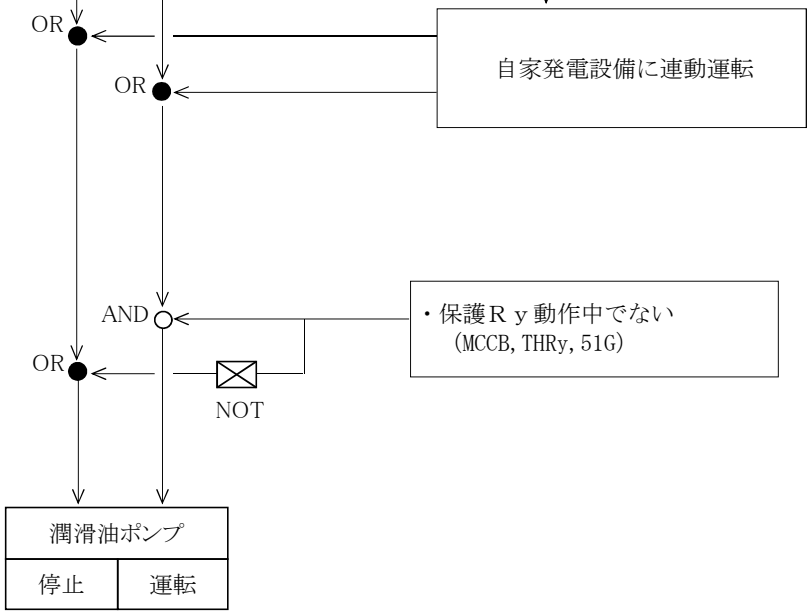 OR
自家発電設備に連動運転
OR
AND
・保護Ｒｙ動作中でない
(MCCB, THRy, 51G)
OR
NOT
潤滑油ポンプ
停止 運転